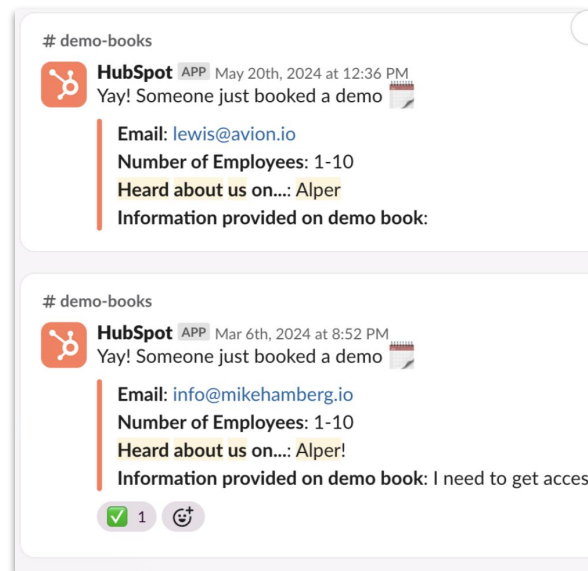 # demo-books
HubSpot APP May 20th, 2024 at 12:36 PM
Yay! Someone just booked a demo
Email: lewis@avion.io
Number of Employees: 1-10
Heard about us on...: Alper
Information provided on demo book:
# demo-books
HubSpot APP Mar 6th, 2024 at 8:52 PM
Yay! Someone just booked a demo
Email: info@mikehamberg.io
Number of Employees: 1-10
Heard about us on...: Alper!
Information provided on demo book: I need to get acces
1